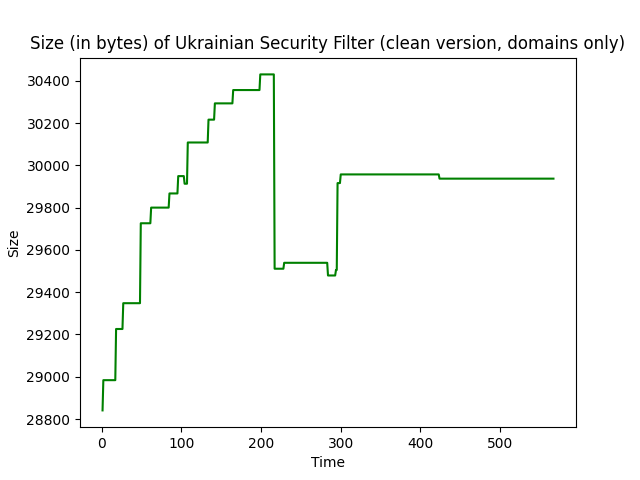 Size (in bytes) of Ukrainian Security Filter (clean version, domains only)
30400
30200
30000
29800
29600
29400
29200
29000
28800
Size
0 100 200 300 400 500
Time